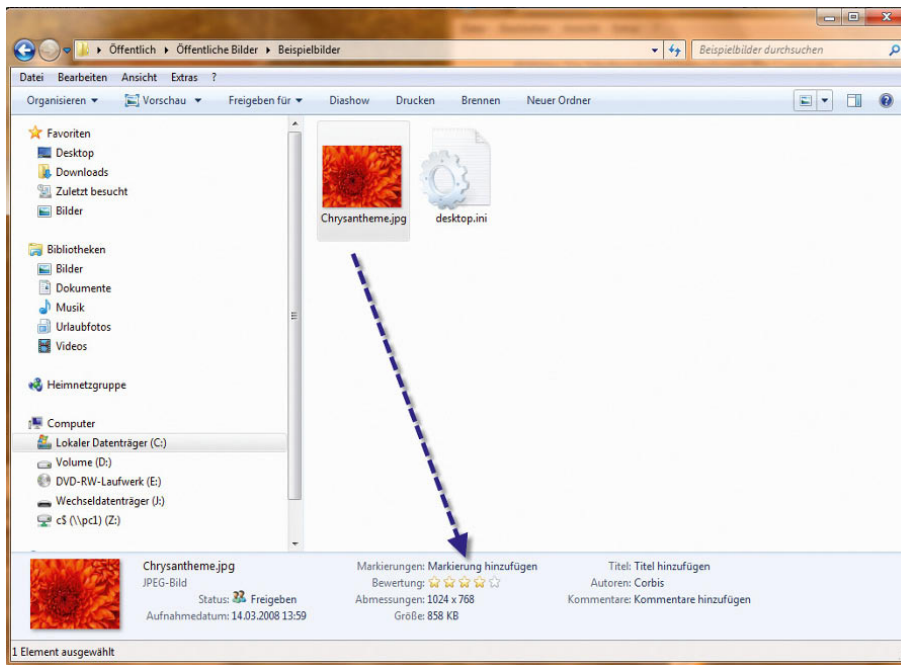 Öffentlich ▸ Öffentliche Bilder ▸ Beispielbilder
Beispielbilder durchsuchen
Datei Bearbeiten Ansicht Extras ?
Organisieren Vorschau Freigeben für Diashow Drucken Brennen Neuer Ordner
Favoriten
Desktop
Downloads
Zuletzt besucht
Bilder
Bibliotheken
Bilder
Dokumente
Musik
Urlaubfotos
Videos
Heimnetzgruppe
Computer
Lokaler Datenträger (C:)
Volume (D:)
DVD-RW-Laufwerk (E:)
Wechseldatenträger (J:)
c$ (\\pc1) (Z:)
Chrysantheme.jpg
desktop.ini
Chrysantheme.jpg
JPEG-Bild
Status: Freigeben
Aufnahmedatum: 14.03.2008 13:59
Markierungen: Markierung hinzufügen
Bewertung:
Abmessungen: 1024 x 768
Größe: 858 KB
Titel: Titel hinzufügen
Autoren: Corbis
Kommentare: Kommentare hinzufügen
1 Element ausgewählt